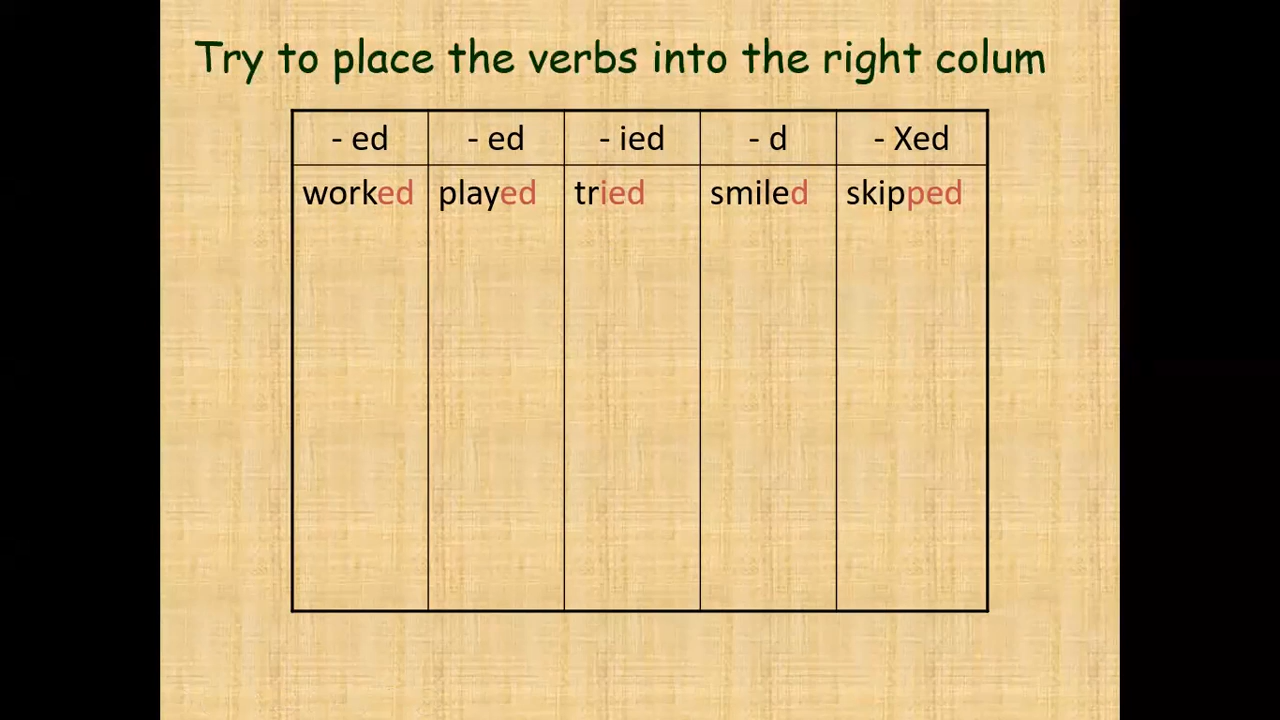 Try to place the verbs into the right colum
- ed - ed - ied - d - Xed
worked played tried smiled skipped